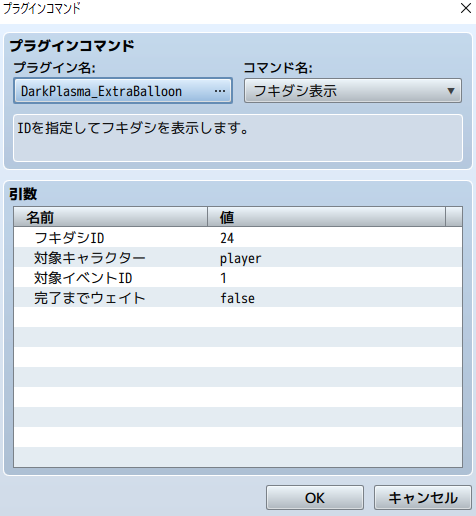 プラグインコマンド
プラグインコマンド
プラグイン名:
コマンド名:
DarkPlasma_ExtraBalloon ...
フキダシ表示
IDを指定してフキダシを表示します。
引数
名前 値
フキダシID 24
対象キャラクター player
対象イベントID 1
完了までウェイト false
OK キャンセル